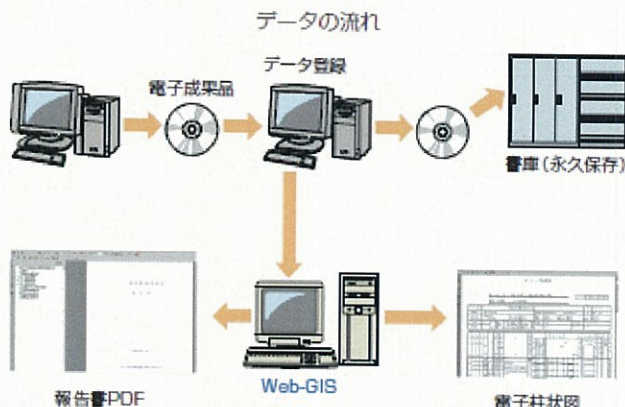 データの流れ
電子成果品
データ登録
書庫(永久保存)
Web-GIS
報告書PDF
電子柱状図